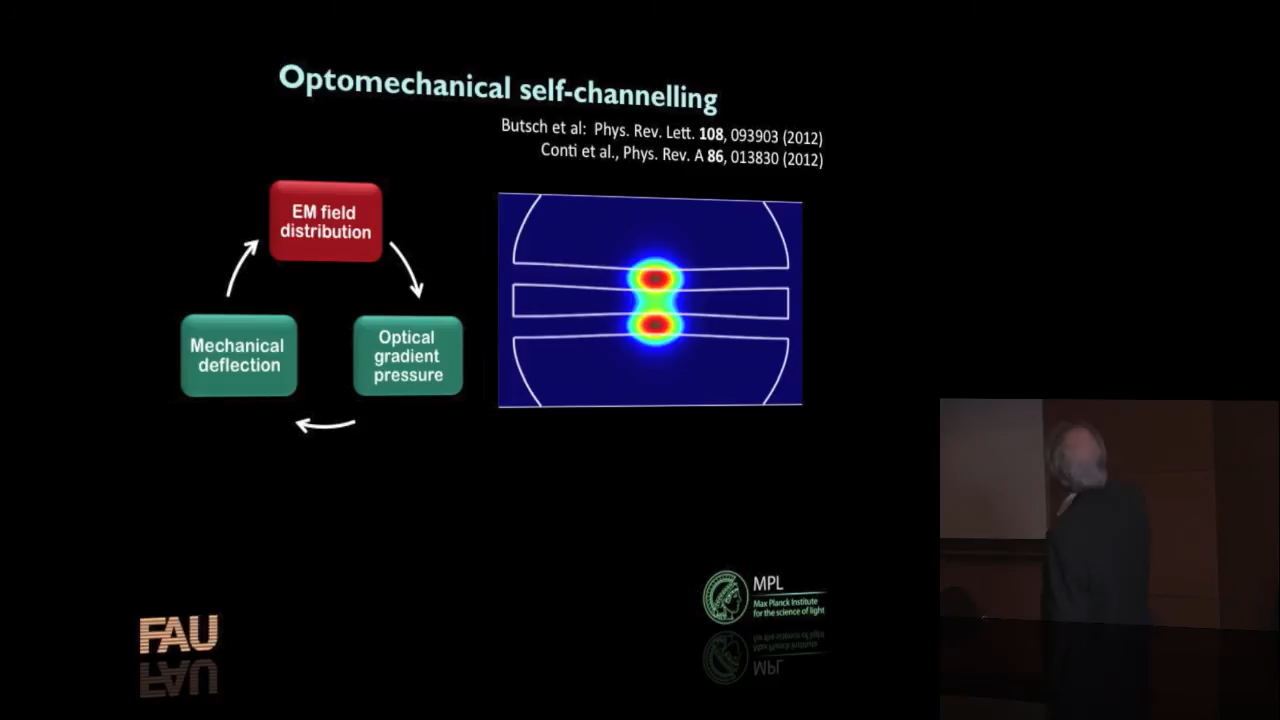 Optomechanical self-channelling
Butsch et al: Phys. Rev. Lett. 108, 093903 (2012)
Conti et al., Phys. Rev. A 86, 013830 (2012)
EM field
distribution
Mechanical
deflection
Optical
gradient
pressure
FAU
MPL
Max Planck Institute
for the science of light